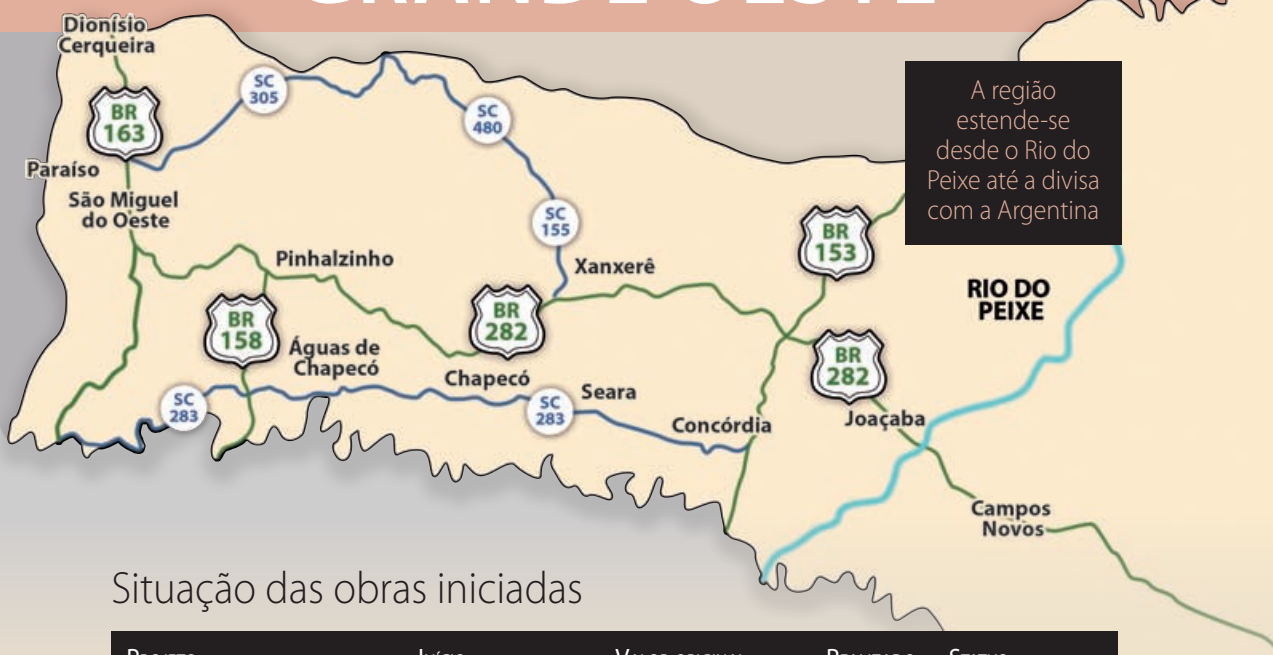 GRANDE OESTE
Dionísio
Cerqueira
BR
163
SC
305
SC
480
A região
estende-se
desde o Rio do
Peixe até a divisa
com a Argentina
Paraíso
São Miguel
do Oeste
SC
155
BR
153
Pinhalzinho
Xanxerê
RIO DO
PEIXE
BR
158
BR
282
Águas de
Chapecó
BR
282
Chapecó
SC
283
SC
283
Seara
Concórdia
Joaçaba
Campos
Novos
Situação das obras iniciadas